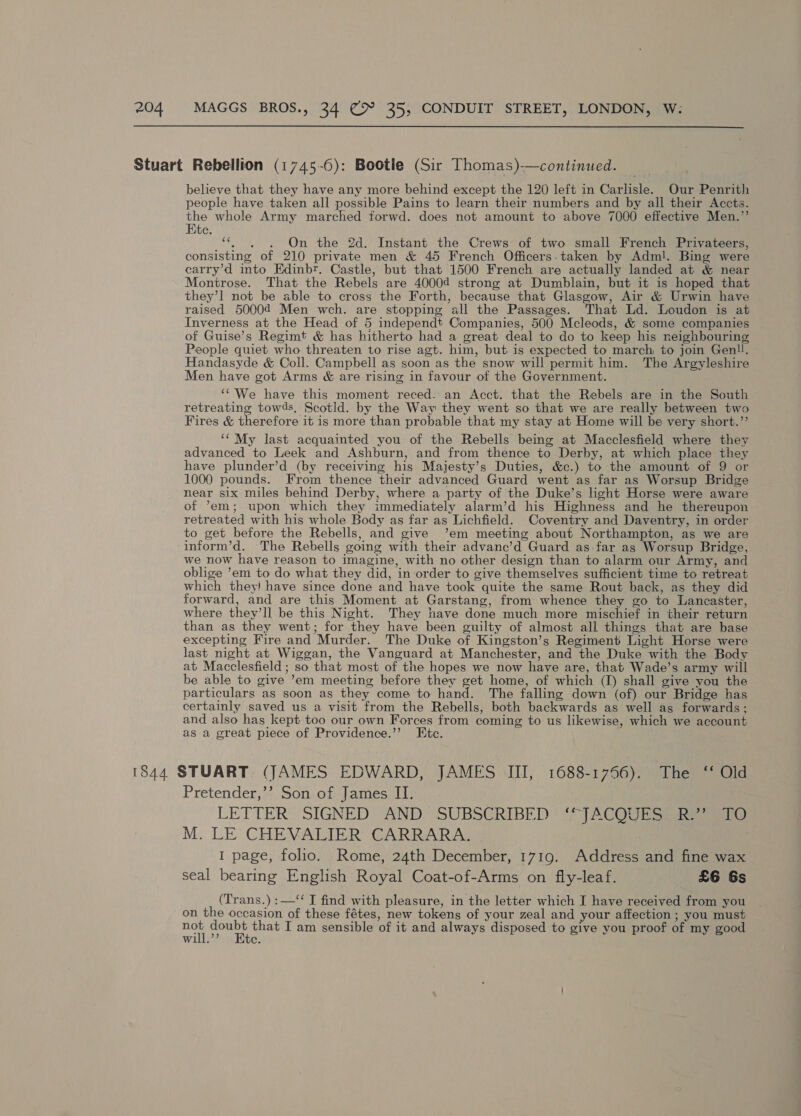 204 MAGGS BROS., 34 & 35, CONDUIT STREET, LONDON, W.
Stuart Rebellion (1745-6): Bootle (Sir Thomas)—continued.
believe that they have any more behind except the 120 left in Carlisle. Our Penrith
people have taken all possible Pains to learn their numbers and by all their Accts.
the whole Army marched forwd. does not amount to above 7000 effective Men.”
Etc.
“. . . On the 2d. Instant the Crews of two small French Privateers,
consisting of 210 private men & 45 French Officers taken by Adml. Bing were
carry’d into Edinbr. Castle, but that 1500 French are actually landed at & near
Montrose. That the Rebels are 4000d strong at Dumblain, but it is hoped that
they’l not be able to cross the Forth, because that Glasgow, Air & Urwin have
raised 5000d Men wch. are stopping all the Passages. That Ld. Loudon is at
Inverness at the Head of 5 independt Companies, 500 Mcleods, & some companies
of Guise’s Regimt & has hitherto had a great deal to do to keep his neighbouring
People quiet who threaten to rise agt. him, but is expected to march to join Genll.
Handasyde & Coll. Campbell as soon as the snow will permit him. The Argyleshire
Men have got Arms & are rising in favour of the Government.
“We have this moment reced. an Acct. that the Rebels are in the South
retreating towds. Scotld. by the Way they went so that we are really between two
Fires & therefore it is more than probable that my stay at Home will be very short.”
“My last acquainted you of the Rebells being at Macclesfield where they
advanced to Leek and Ashburn, and from thence to Derby, at which place they
have plunder’d (by receiving his Majesty’s Duties, &c.) to the amount of 9 or
1000 pounds. From thence their advanced Guard went as far as Worsup Bridge
near six miles behind Derby, where a party of the Duke’s light Horse were aware
of ’em; upon which they immediately alarm’d his Highness and he thereupon
retreated with his whole Body as far as Lichfield. Coventry and Daventry, in order
to get before the Rebells, and give ’em meeting about Northampton, as we are
inform’d. The Rebells going with their advanc’d Guard as far as Worsup Bridge,
we now have reason to imagine, with no other design than to alarm our Army, and
oblige ’em to do what they did, in order to give themselves sufficient time to retreat
which they have since done and have took quite the same Rout back, as they did
forward, and are this Moment at Garstang, from whence they go to Lancaster,
where they’ll be this Night. They have done much more mischief in their return
than as they went; for they have been guilty of almost all things that are base
excepting Fire and Murder. The Duke of Kingston’s Regiment Light Horse were
last night at Wiggan, the Vanguard at Manchester, and the Duke with the Body
at Macclesfield; so that most of the hopes we now have are, that Wade’s army will
be able to give ’em meeting before they get home, of which (I) shall give you the
particulars as soon as they come to hand. The falling down (of) our Bridge has
certainly saved us a visit from the Rebells, both backwards as well as forwards;
and also has kept too our own Forces from coming to us likewise, which we account
as a great piece of Providence.” Etc.
1844 STUART (JAMES EDWARD, JAMES III, 1688-1756). The “Old
Pretender,” Son of James II.
LETTER SIGNED AND SUBSCRIBED “JACQUES R.” TO
M. LE CHEVALIER CARRARA.
1 page, folio. Rome, 24th December, 1719. Address and fine wax
seal bearing English Royal Coat-of-Arms on fly-leaf. £6 6s
(Trans.):—“I find with pleasure, in the letter which I have received from you
on the occasion of these fêtes, new tokens of your zeal and your affection; you must
not doubt that I am sensible of it and always disposed to give you proof of my good
will.” Etc.